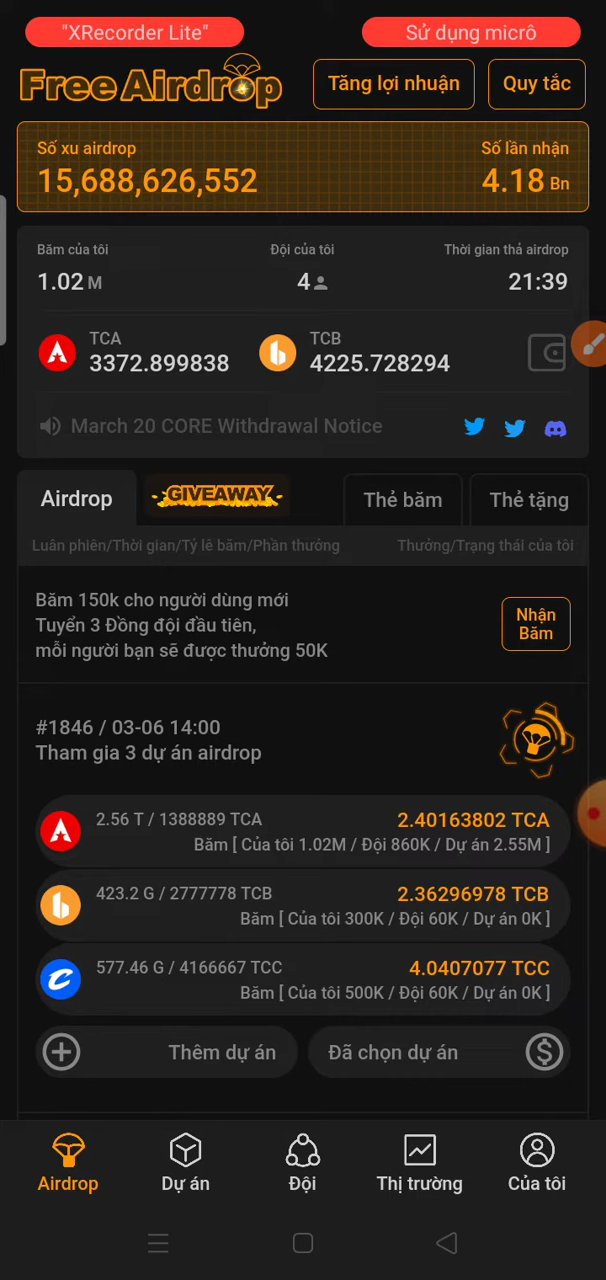 "XRecorder Lite"
Sử dụng micrô
Free Airdrop
Tăng lợi nhuận
Quy tắc
Số xu airdrop
Số lần nhận
15,688,626,552
4.18 Bn
Băm của tôi
Đội của tôi
Thời gian thả airdrop
1.02 M
4
21:39
TCA
3372.899838
TCB
4225.728294
March 20 CORE Withdrawal Notice
Airdrop
GIVEAWAY
Thẻ băm
Thẻ tặng
Luân phiên/Thời gian/Tỷ lê băm/Phần thưởng
Thưởng/Trạng thái của tôi
Băm 150k cho người dùng mới
Tuyển 3 Đồng đội đầu tiên,
mỗi người bạn sẽ được thưởng 50K
Nhận
Băm
#1846 / 03-06 14:00
Tham gia 3 dự án airdrop
2.56 T / 1388889 TCA
2.40163802 TCA
Băm [ Của tôi 1.02M / Đội 860K / Dự án 2.55M ]
423.2 G / 2777778 TCB
2.36296978 TCB
Băm [ Của tôi 300K / Đội 60K / Dự án 0K ]
577.46 G / 4166667 TCC
4.0407077 TCC
Băm [ Của tôi 500K / Đội 60K / Dự án 0K ]
Thêm dự án
Đã chọn dự án
Airdrop
Dự án
Đội
Thị trường
Của tôi